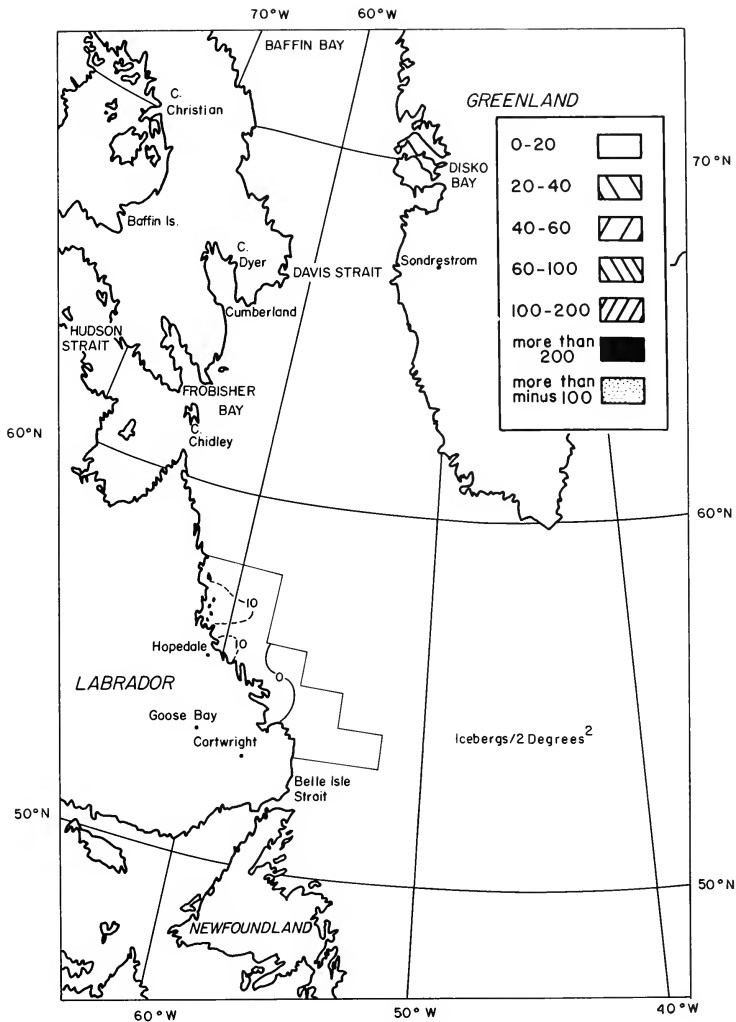 70°W 60°W
BAFFIN BAY
C.
Christian
GREENLAND
0-20
20-40
40-60
60-100
100-200
more than
200
more than
minus 100
70°N
DISKO
BAY
Baffin Is.
C.
Dyer
Sondrestrom
DAVIS STRAIT
Cumberland
HUDSON
STRAIT
FROBISHER
BAY
C.
Chidley
60°N
60°N
10
10
Hopedale
0
LABRADOR
Goose Bay
Cartwright
Icebergs/2 Degrees²
Belle Isle
Strait
50°N
50°N
NEWFOUNDLAND
60°W 50°W 40°W